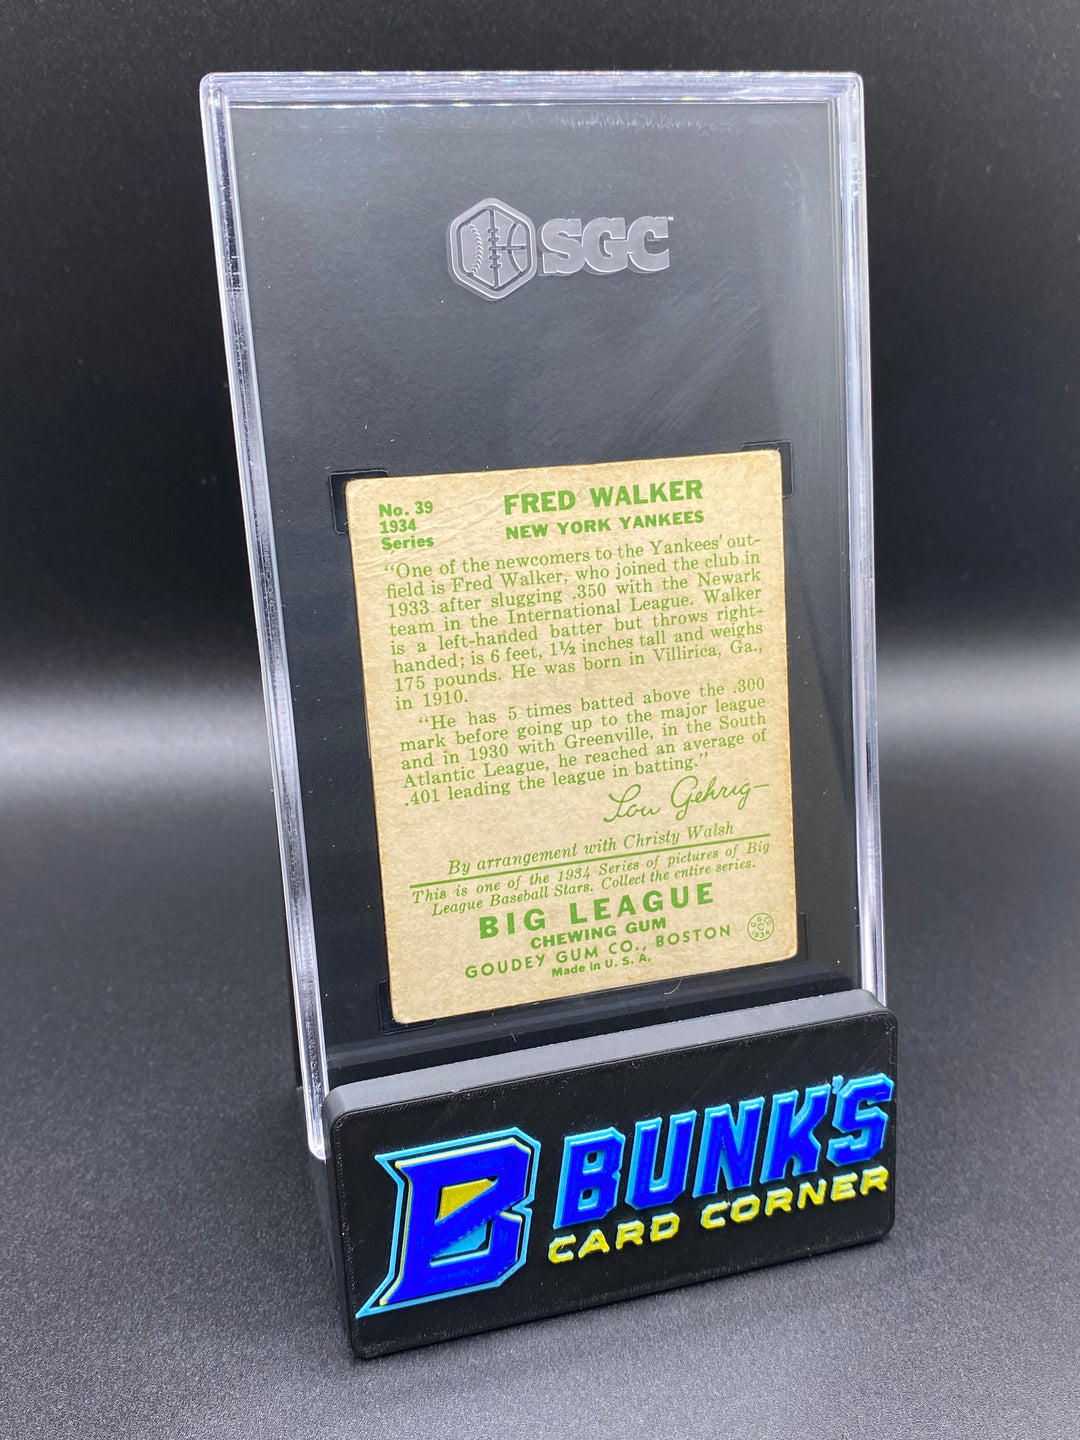 SGC
No. 39
1934
Series
FRED WALKER
NEW YORK YANKEES
"One of the newcomers to the Yankees' out-
field is Fred Walker, who joined the club in
1933 after slugging .350 with the Newark
team in the International League. Walker
is a left-handed batter but throws right-
handed; is 6 feet, 1½ inches tall and weighs
175 pounds. He was born in Villirica, Ga.,
in 1910.
"He has 5 times batted above the .300
mark before going up to the major league
and in 1930 with Greenville, in the South
Atlantic League, he reached an average of
.401 leading the league in batting."
Lou Gehrig
By arrangement with Christy Walsh
This is one of the 1934 Series of pictures of Big
League Baseball Stars. Collect the entire series.
BIG LEAGUE
CHEWING GUM
GOUDEY GUM CO., BOSTON
Made in U. S. A.
B BUNK'S
CARD CORNER